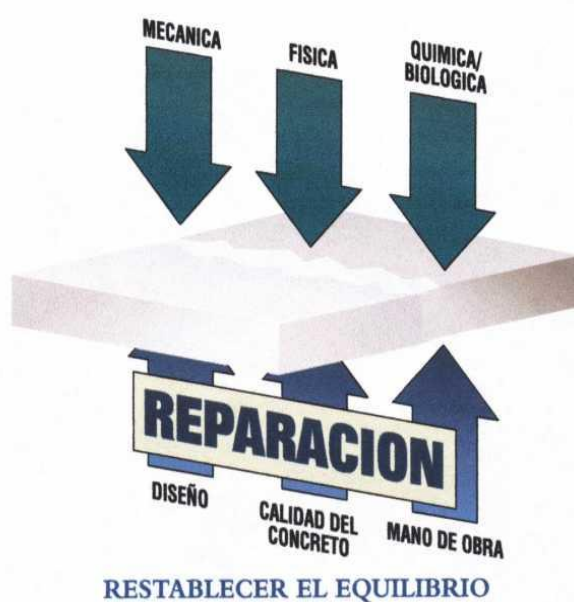 MECANICA
FISICA
QUIMICA/
BIOLOGICA
REPARACION
DISEÑO
CALIDAD DEL
CONCRETO
MANO DE OBRA
RESTABLECER EL EQUILIBRIO